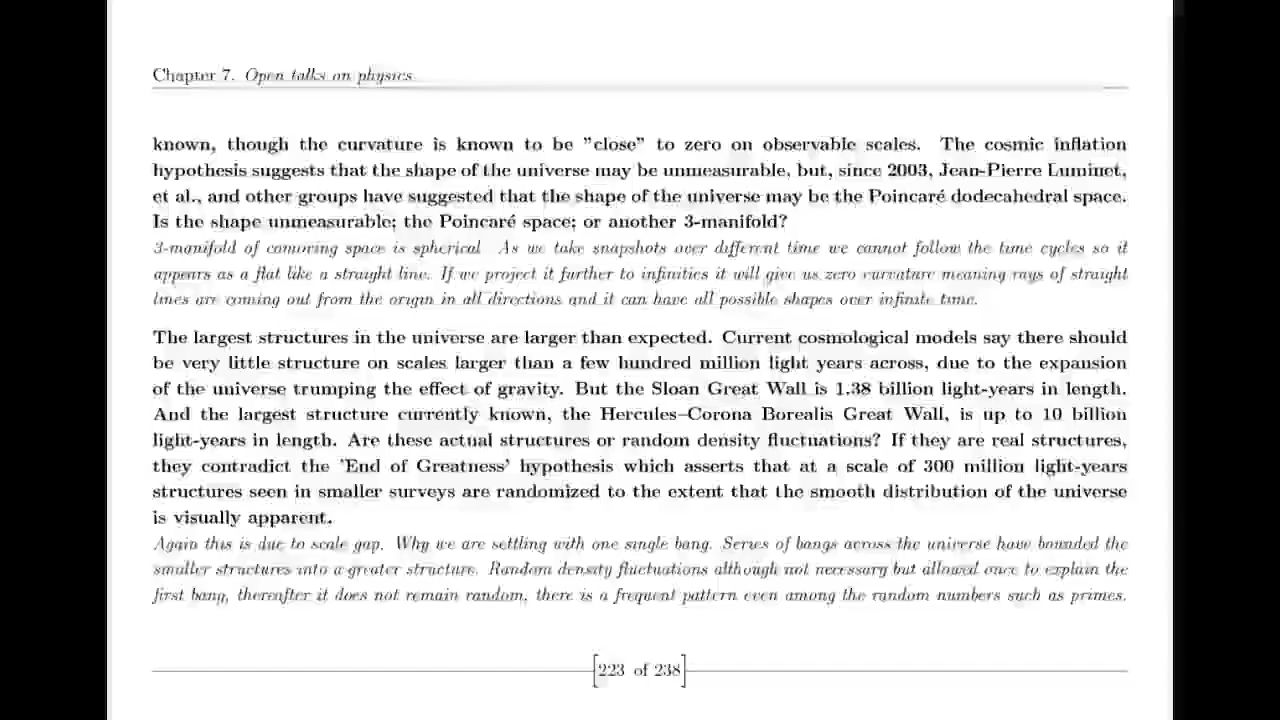 Chapter 7. Open talks on physics
known, though the curvature is known to be "close" to zero on observable scales. The cosmic inflation
hypothesis suggests that the shape of the universe may be unmeasurable, but, since 2003, Jean-Pierre Luminet,
et al., and other groups have suggested that the shape of the universe may be the Poincaré dodecahedral space.
Is the shape unmeasurable; the Poincaré space; or another 3-manifold?
3-manifold of comoving space is spherical. As we take snapshots over different time we cannot follow the time cycles so it
appears as a flat like a straight line. If we project it further to infinities it will give us zero curvature meaning rays of straight
lines are coming out from the origin in all directions and it can have all possible shapes over infinite time.
The largest structures in the universe are larger than expected. Current cosmological models say there should
be very little structure on scales larger than a few hundred million light years across, due to the expansion
of the universe trumping the effect of gravity. But the Sloan Great Wall is 1.38 billion light-years in length.
And the largest structure currently known, the Hercules–Corona Borealis Great Wall, is up to 10 billion
light-years in length. Are these actual structures or random density fluctuations? If they are real structures,
they contradict the 'End of Greatness' hypothesis which asserts that at a scale of 300 million light-years
structures seen in smaller surveys are randomized to the extent that the smooth distribution of the universe
is visually apparent.
Again this is due to scale gap. Why we are settling with one single bang. Series of bangs across the universe have bounded the
smaller structures into a greater structure. Random density fluctuations although not necessary but allowed once to explain the
first bang, thereafter it does not remain random, there is a frequent pattern even among the random numbers such as primes.
223 of 238